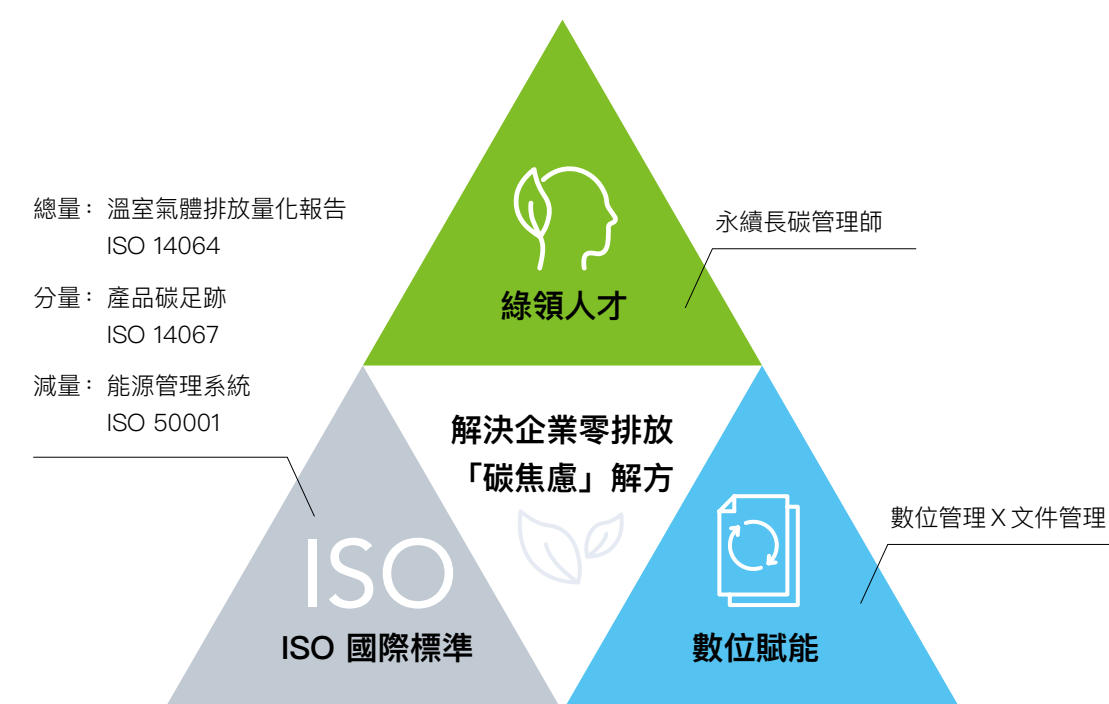 總量：溫室氣體排放量化報告
ISO 14064
分量：產品碳足跡
ISO 14067
減量：能源管理系統
ISO 50001
永續長碳管理師
綠領人才
解決企業零排放
「碳焦慮」解方
數位管理 X 文件管理
ISO
ISO 國際標準
數位賦能